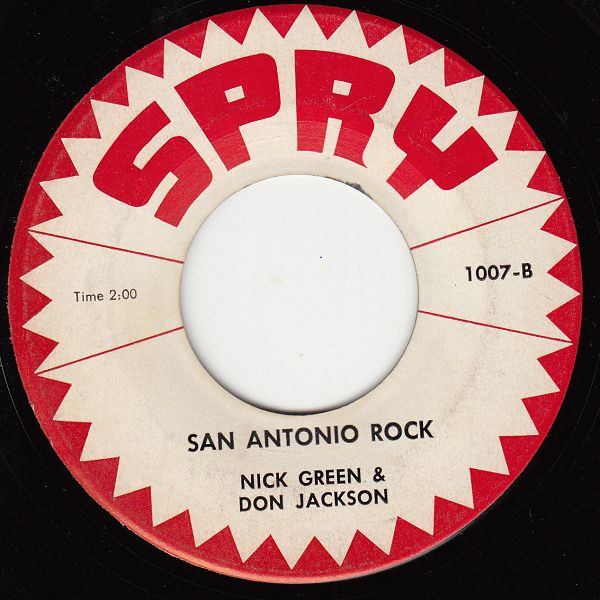 SPRY
Time 2:00
1007-B
SAN ANTONIO ROCK
NICK GREEN &
DON JACKSON